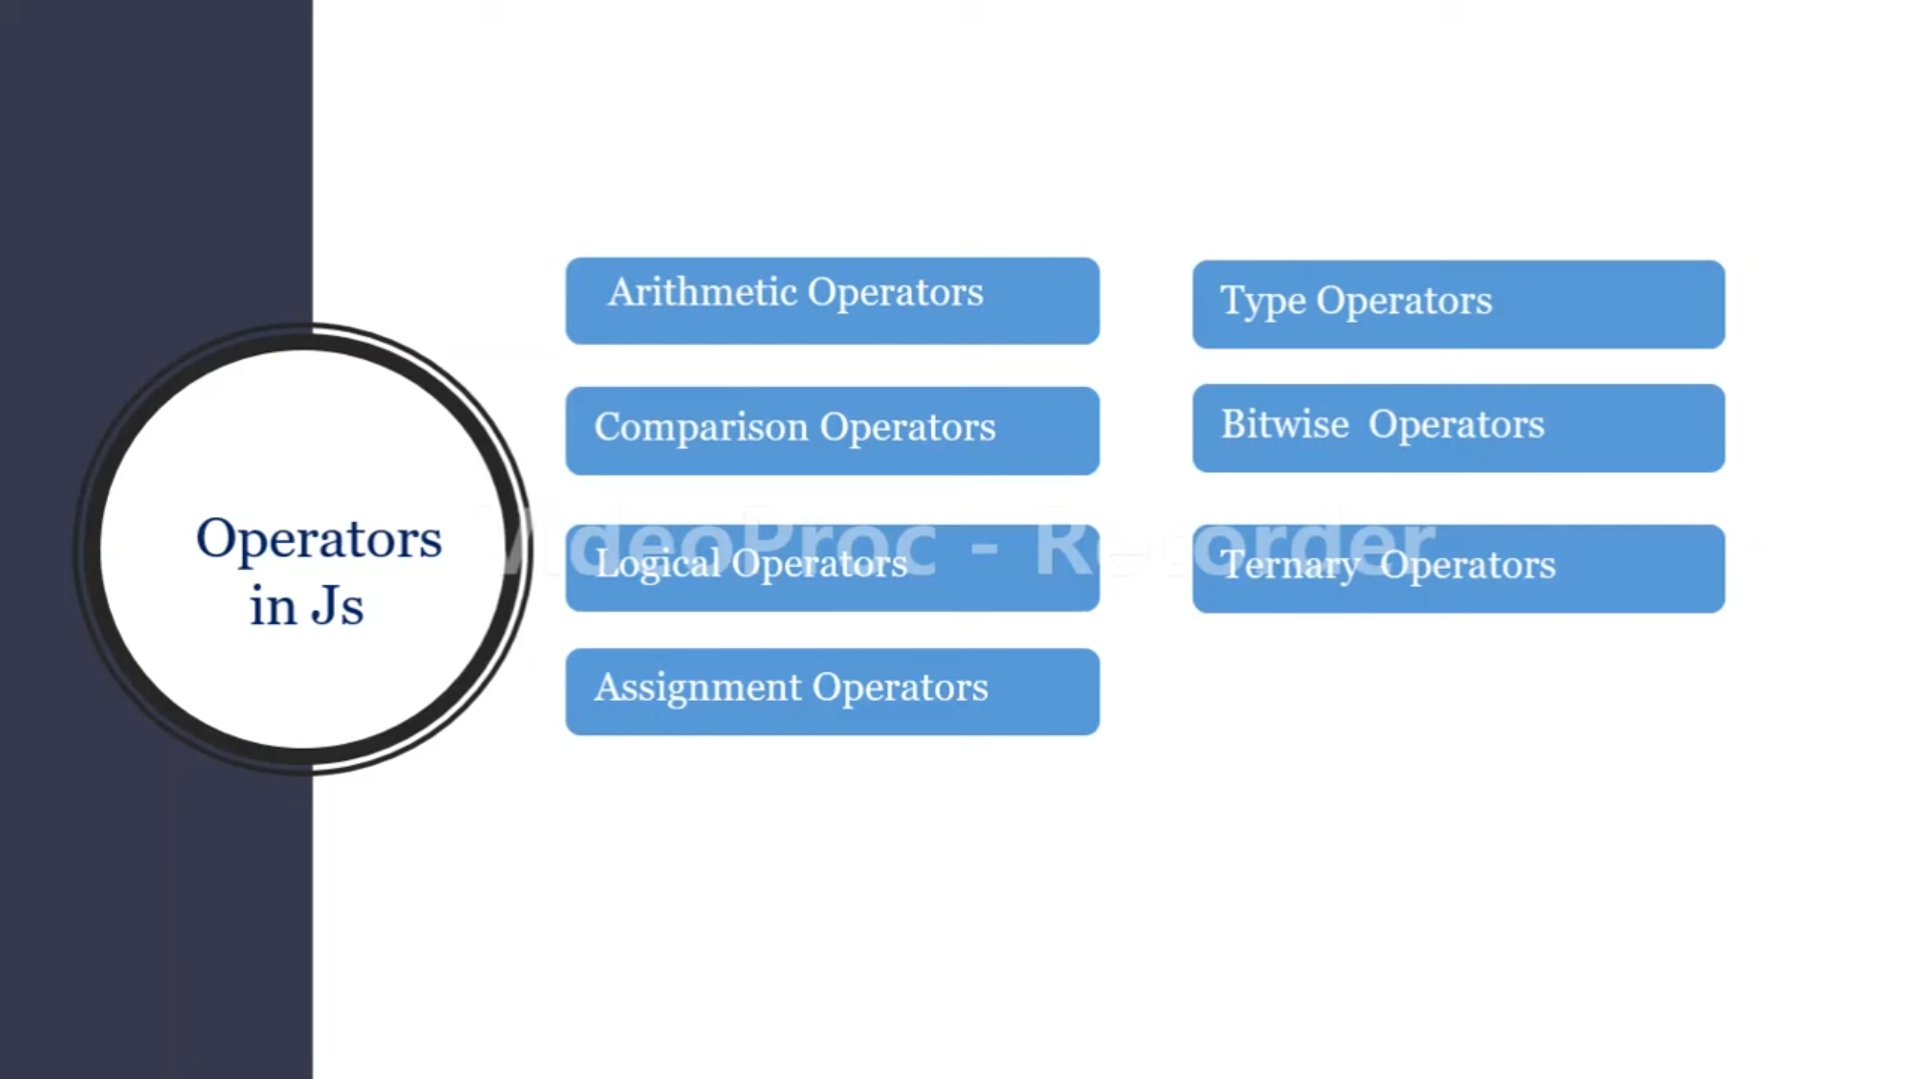 Operators
in Js
Arithmetic Operators
Comparison Operators
Logical Operators
Assignment Operators
Type Operators
Bitwise  Operators
Ternary  Operators
VideoProc - Recorder